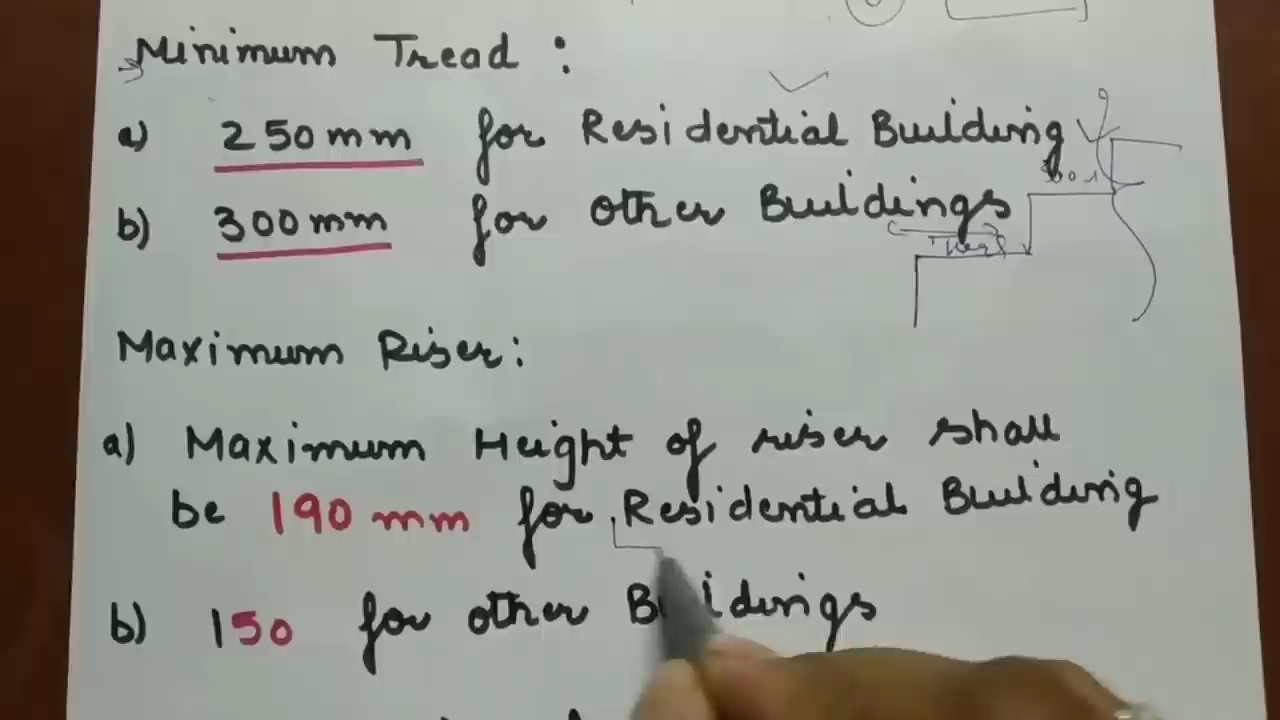 Minimum Tread :
a) 250 mm for Residential Building
b) 300 mm for other Buildings
Maximum Riser:
a) Maximum Height of riser shall
be 190 mm for Residential Building
b) 150 for other Buildings